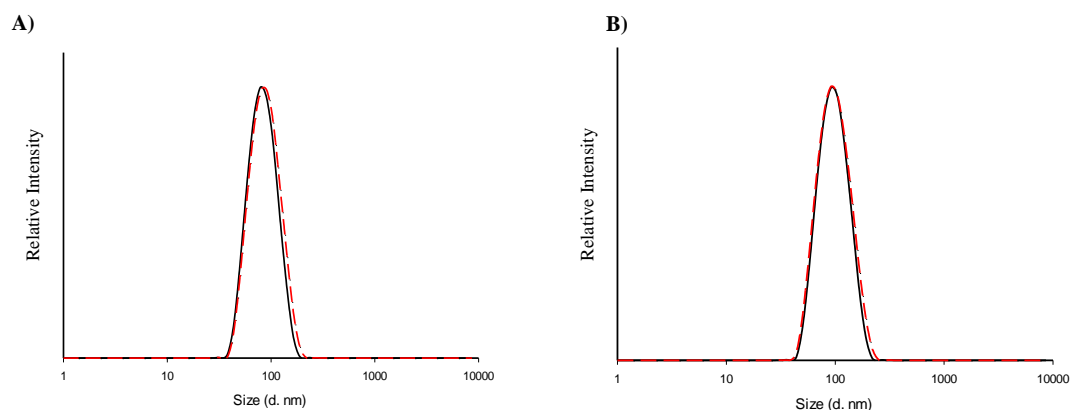 A)
Relative Intensity
1 10 100 1000 10000
Size (d. nm)
B)
Relative Intensity
1 10 100 1000 10000
Size (d. nm)